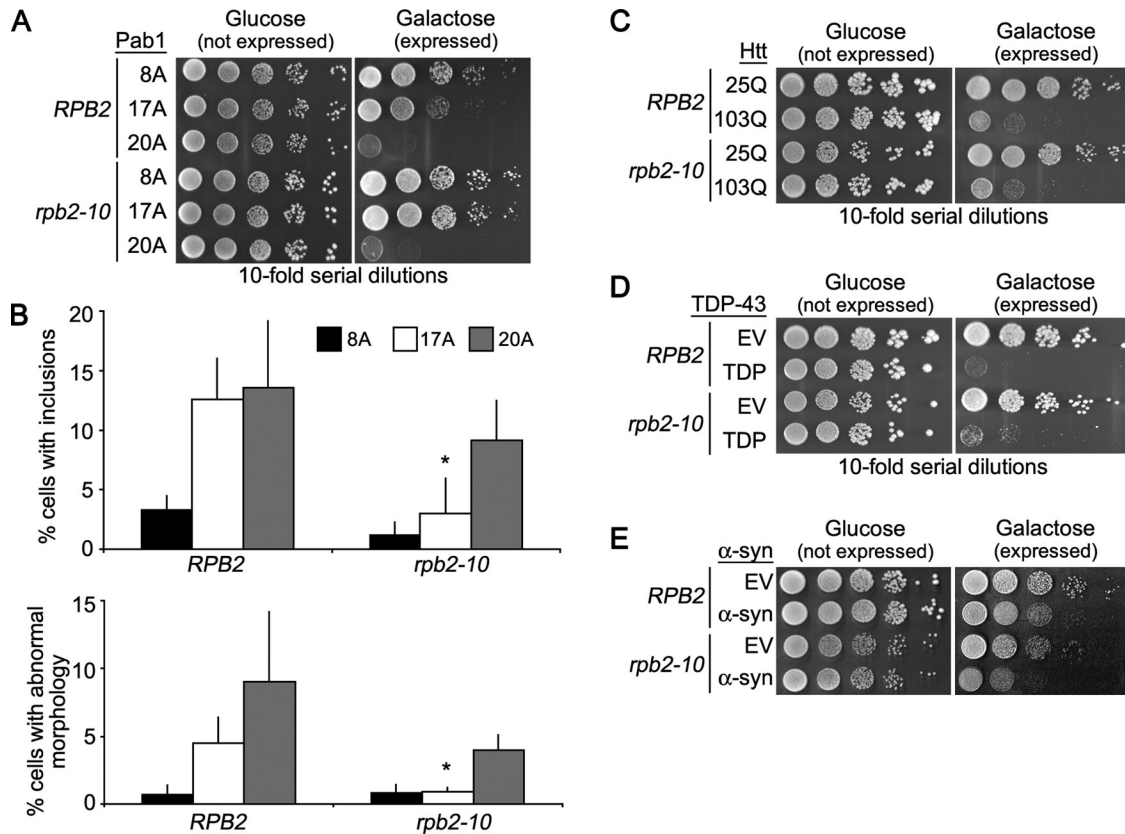 A
Glucose
(not expressed)
Galactose
(expressed)
Pab1
RPB2
8A
17A
20A
rpb2-10
8A
17A
20A
10-fold serial dilutions
B
% cells with inclusions
20
15
10
5
0
8A 17A 20A
*
RPB2 rpb2-10
% cells with abnormal
morphology
15
10
5
0
*
RPB2 rpb2-10
C
Glucose
(not expressed)
Galactose
(expressed)
Htt
RPB2
25Q
103Q
rpb2-10
25Q
103Q
10-fold serial dilutions
D
Glucose
(not expressed)
Galactose
(expressed)
TDP-43
RPB2
EV
TDP
rpb2-10
EV
TDP
10-fold serial dilutions
E
Glucose
(not expressed)
Galactose
(expressed)
α-syn
RPB2
EV
α-syn
rpb2-10
EV
α-syn